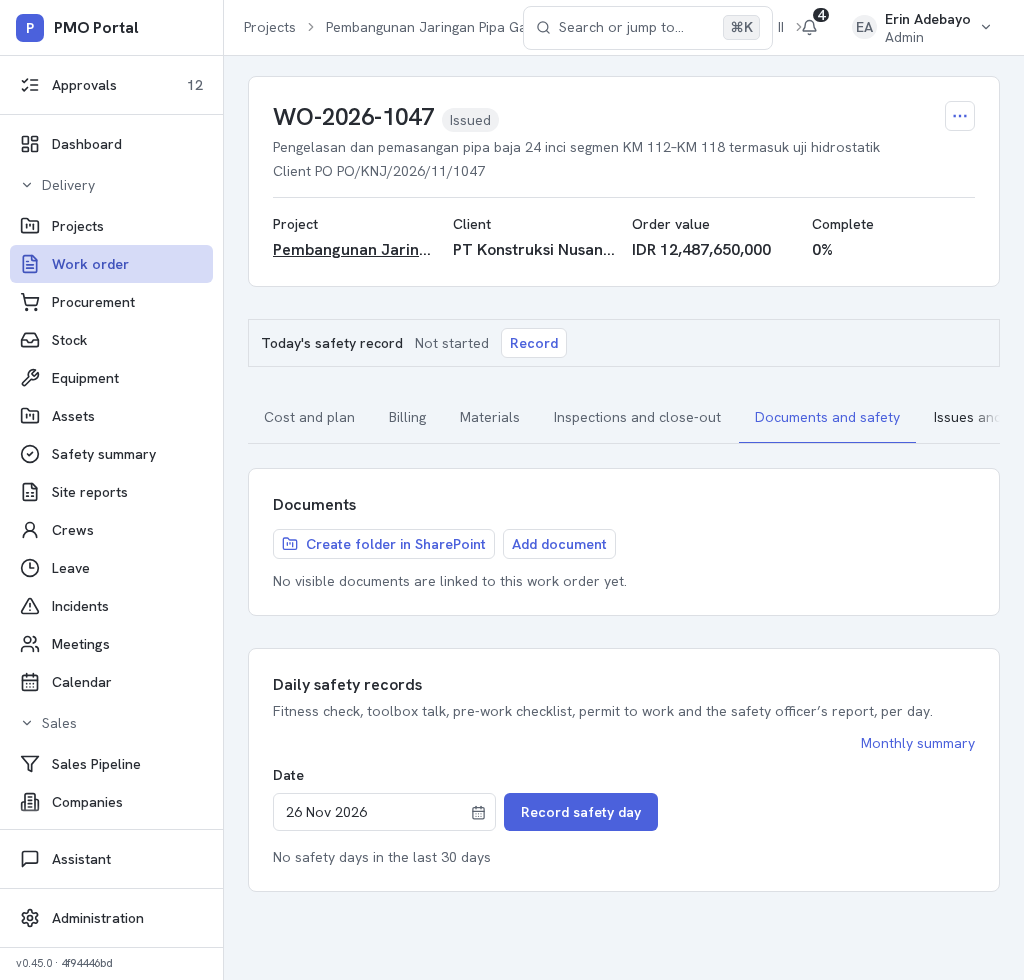 P PMO Portal
Approvals 12
Dashboard
Delivery
Projects
Work order
Procurement
Stock
Equipment
Assets
Safety summary
Site reports
Crews
Leave
Incidents
Meetings
Calendar
Sales
Sales Pipeline
Companies
Assistant
Administration
v0.45.0 · 4f94446bd
Projects Pembangunan Jaringan Pipa Ga
Search or jump to... ⌘K
II
4
EA Erin Adebayo
Admin
WO-2026-1047 Issued
Pengelasan dan pemasangan pipa baja 24 inci segmen KM 112–KM 118 termasuk uji hidrostatik
Client PO PO/KNJ/2026/11/1047
Project Client Order value Complete
Pembangunan Jarin... PT Konstruksi Nusan... IDR 12,487,650,000 0%
Today's safety record Not started Record
Cost and plan Billing Materials Inspections and close-out Documents and safety Issues and
Documents
Create folder in SharePoint Add document
No visible documents are linked to this work order yet.
Daily safety records
Fitness check, toolbox talk, pre-work checklist, permit to work and the safety officer’s report, per day.
Monthly summary
Date
26 Nov 2026 Record safety day
No safety days in the last 30 days